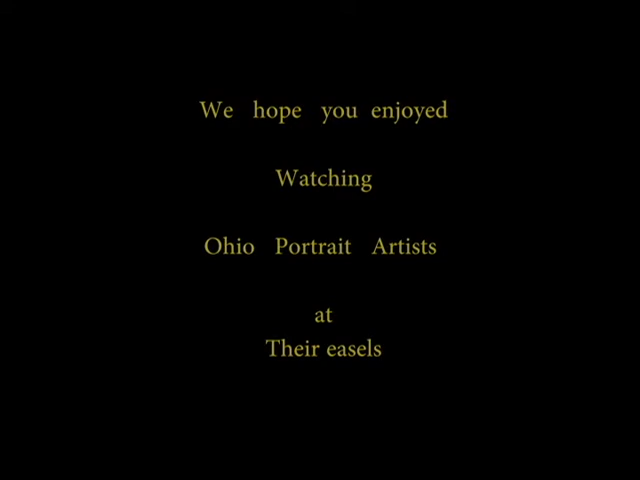 We hope you enjoyed
Watching
Ohio Portrait Artists
at
Their easels